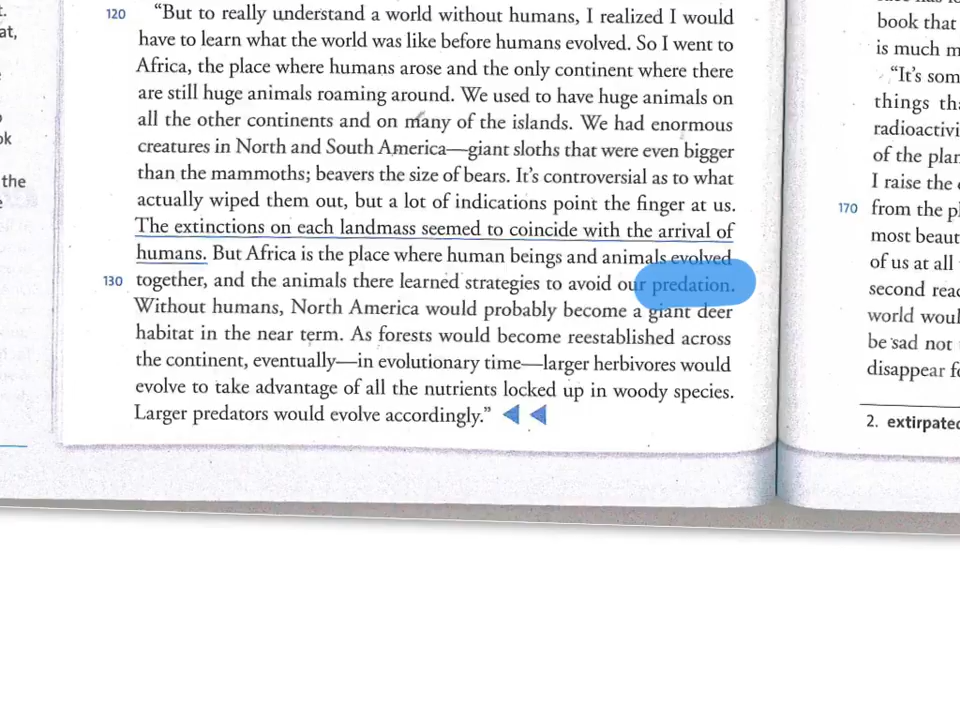 t.
at,
ok
the
120 “But to really understand a world without humans, I realized I would
have to learn what the world was like before humans evolved. So I went to
Africa, the place where humans arose and the only continent where there
are still huge animals roaming around. We used to have huge animals on
all the other continents and on many of the islands. We had enormous
creatures in North and South America—giant sloths that were even bigger
than the mammoths; beavers the size of bears. It’s controversial as to what
actually wiped them out, but a lot of indications point the finger at us.
The extinctions on each landmass seemed to coincide with the arrival of
humans. But Africa is the place where human beings and animals evolved
130 together, and the animals there learned strategies to avoid our predation.
Without humans, North America would probably become a giant deer
habitat in the near term. As forests would become reestablished across
the continent, eventually—in evolutionary time—larger herbivores would
evolve to take advantage of all the nutrients locked up in woody species.
Larger predators would evolve accordingly.”
book that
is much m
“It’s som
things tha
radioactivi
of the plan
I raise the
170 from the p
most beaut
of us at all
second reac
world woul
be sad not
disappear fo
2. extirpated